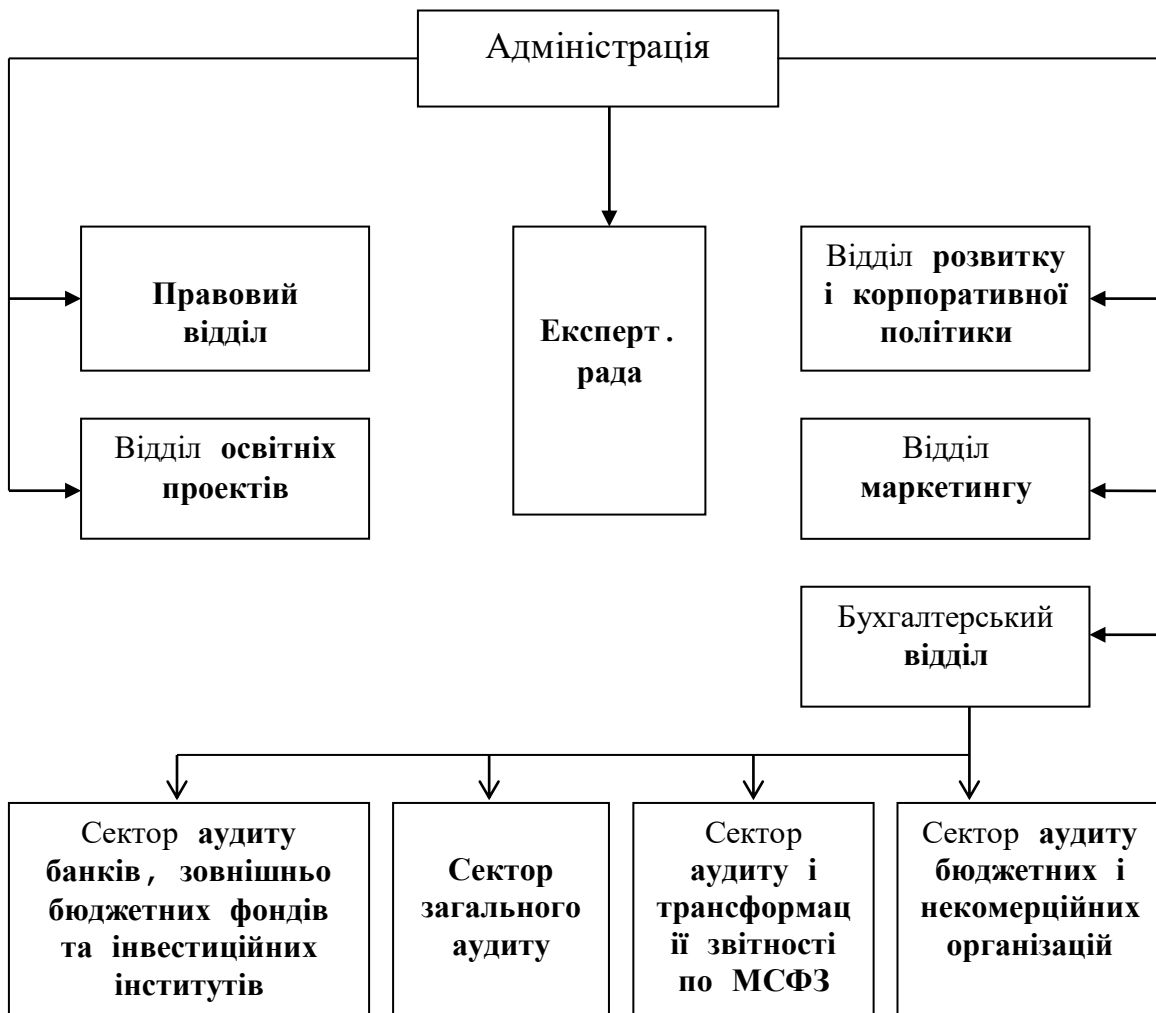 Адміністрація
Правовий
відділ
Експерт.
рада
Відділ розвитку
і корпоративної
політики
Відділ освітніх
проектів
Відділ
маркетингу
Бухгалтерський
відділ
Сектор аудиту
банків, зовнішньо
бюджетних фондів
та інвестиційних
інститутів
Сектор
загального
аудиту
Сектор
аудиту і
трансформац
ії звітності
по МСФЗ
Сектор аудиту
бюджетних і
некомерційних
організацій